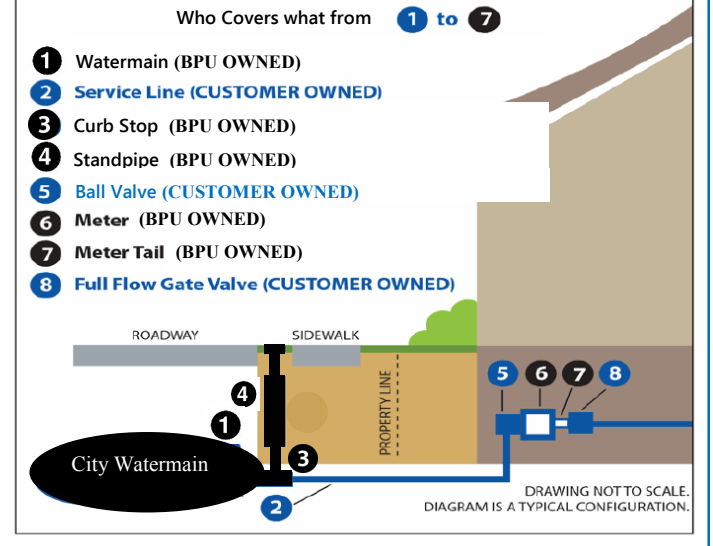 Who Covers what from 1 to 7
1 Watermain (BPU OWNED)
2 Service Line (CUSTOMER OWNED)
3 Curb Stop (BPU OWNED)
4 Standpipe (BPU OWNED)
5 Ball Valve (CUSTOMER OWNED)
6 Meter (BPU OWNED)
7 Meter Tail (BPU OWNED)
8 Full Flow Gate Valve (CUSTOMER OWNED)
ROADWAY SIDEWALK
5 6 7 8
4
PROPERTY LINE
1
City Watermain
3
2
DRAWING NOT TO SCALE.
DIAGRAM IS A TYPICAL CONFIGURATION.